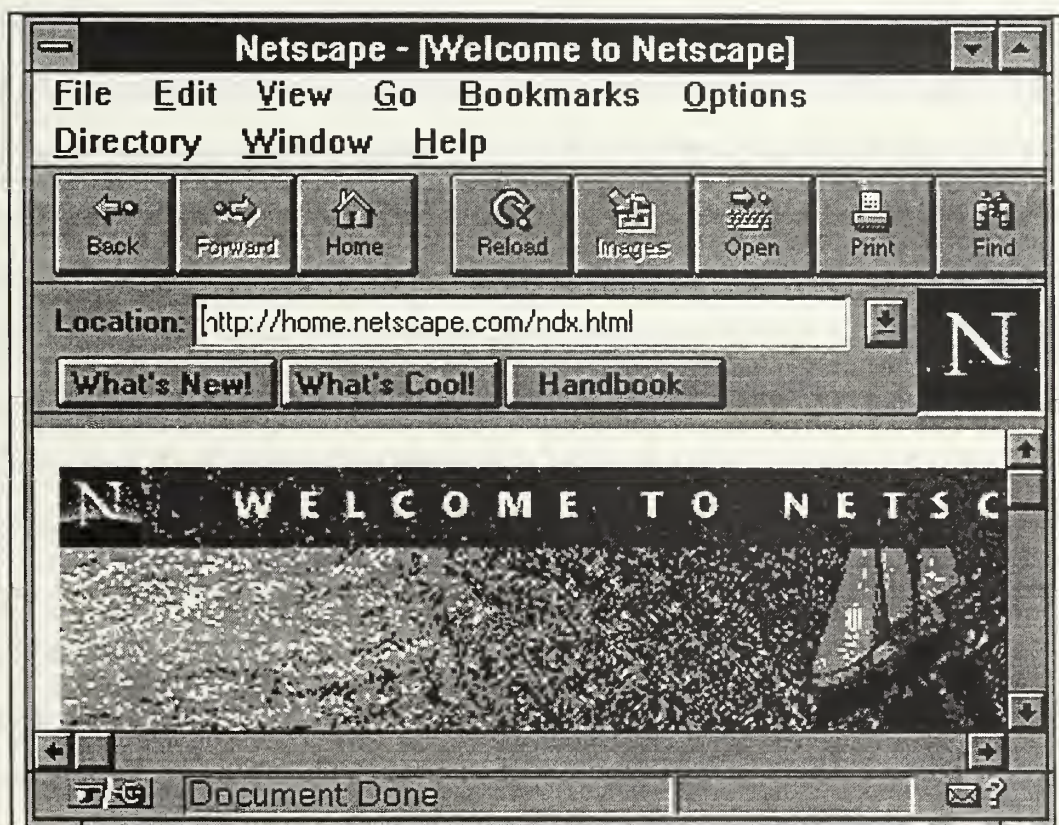 Netscape - [Welcome to Netscape]
File Edit View Go Bookmarks Options
Directory Window Help
Back Forward Home Reload Images Open Print Find
Location: http://home.netscape.com/ndx.html
N
What's New! What's Cool! Handbook
N WELCOME TO NETSC
Document Done
?